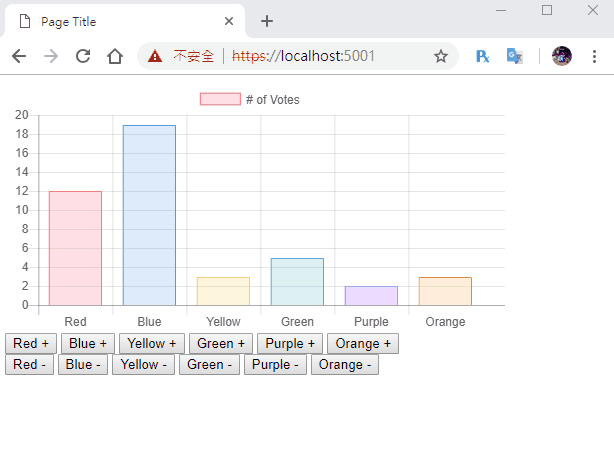 Page Title
不安全 https://localhost:5001
# of Votes
20
18
16
14
12
10
8
6
4
2
0
Red Blue Yellow Green Purple Orange
Red + Blue + Yellow + Green + Purple + Orange +
Red - Blue - Yellow - Green - Purple - Orange -